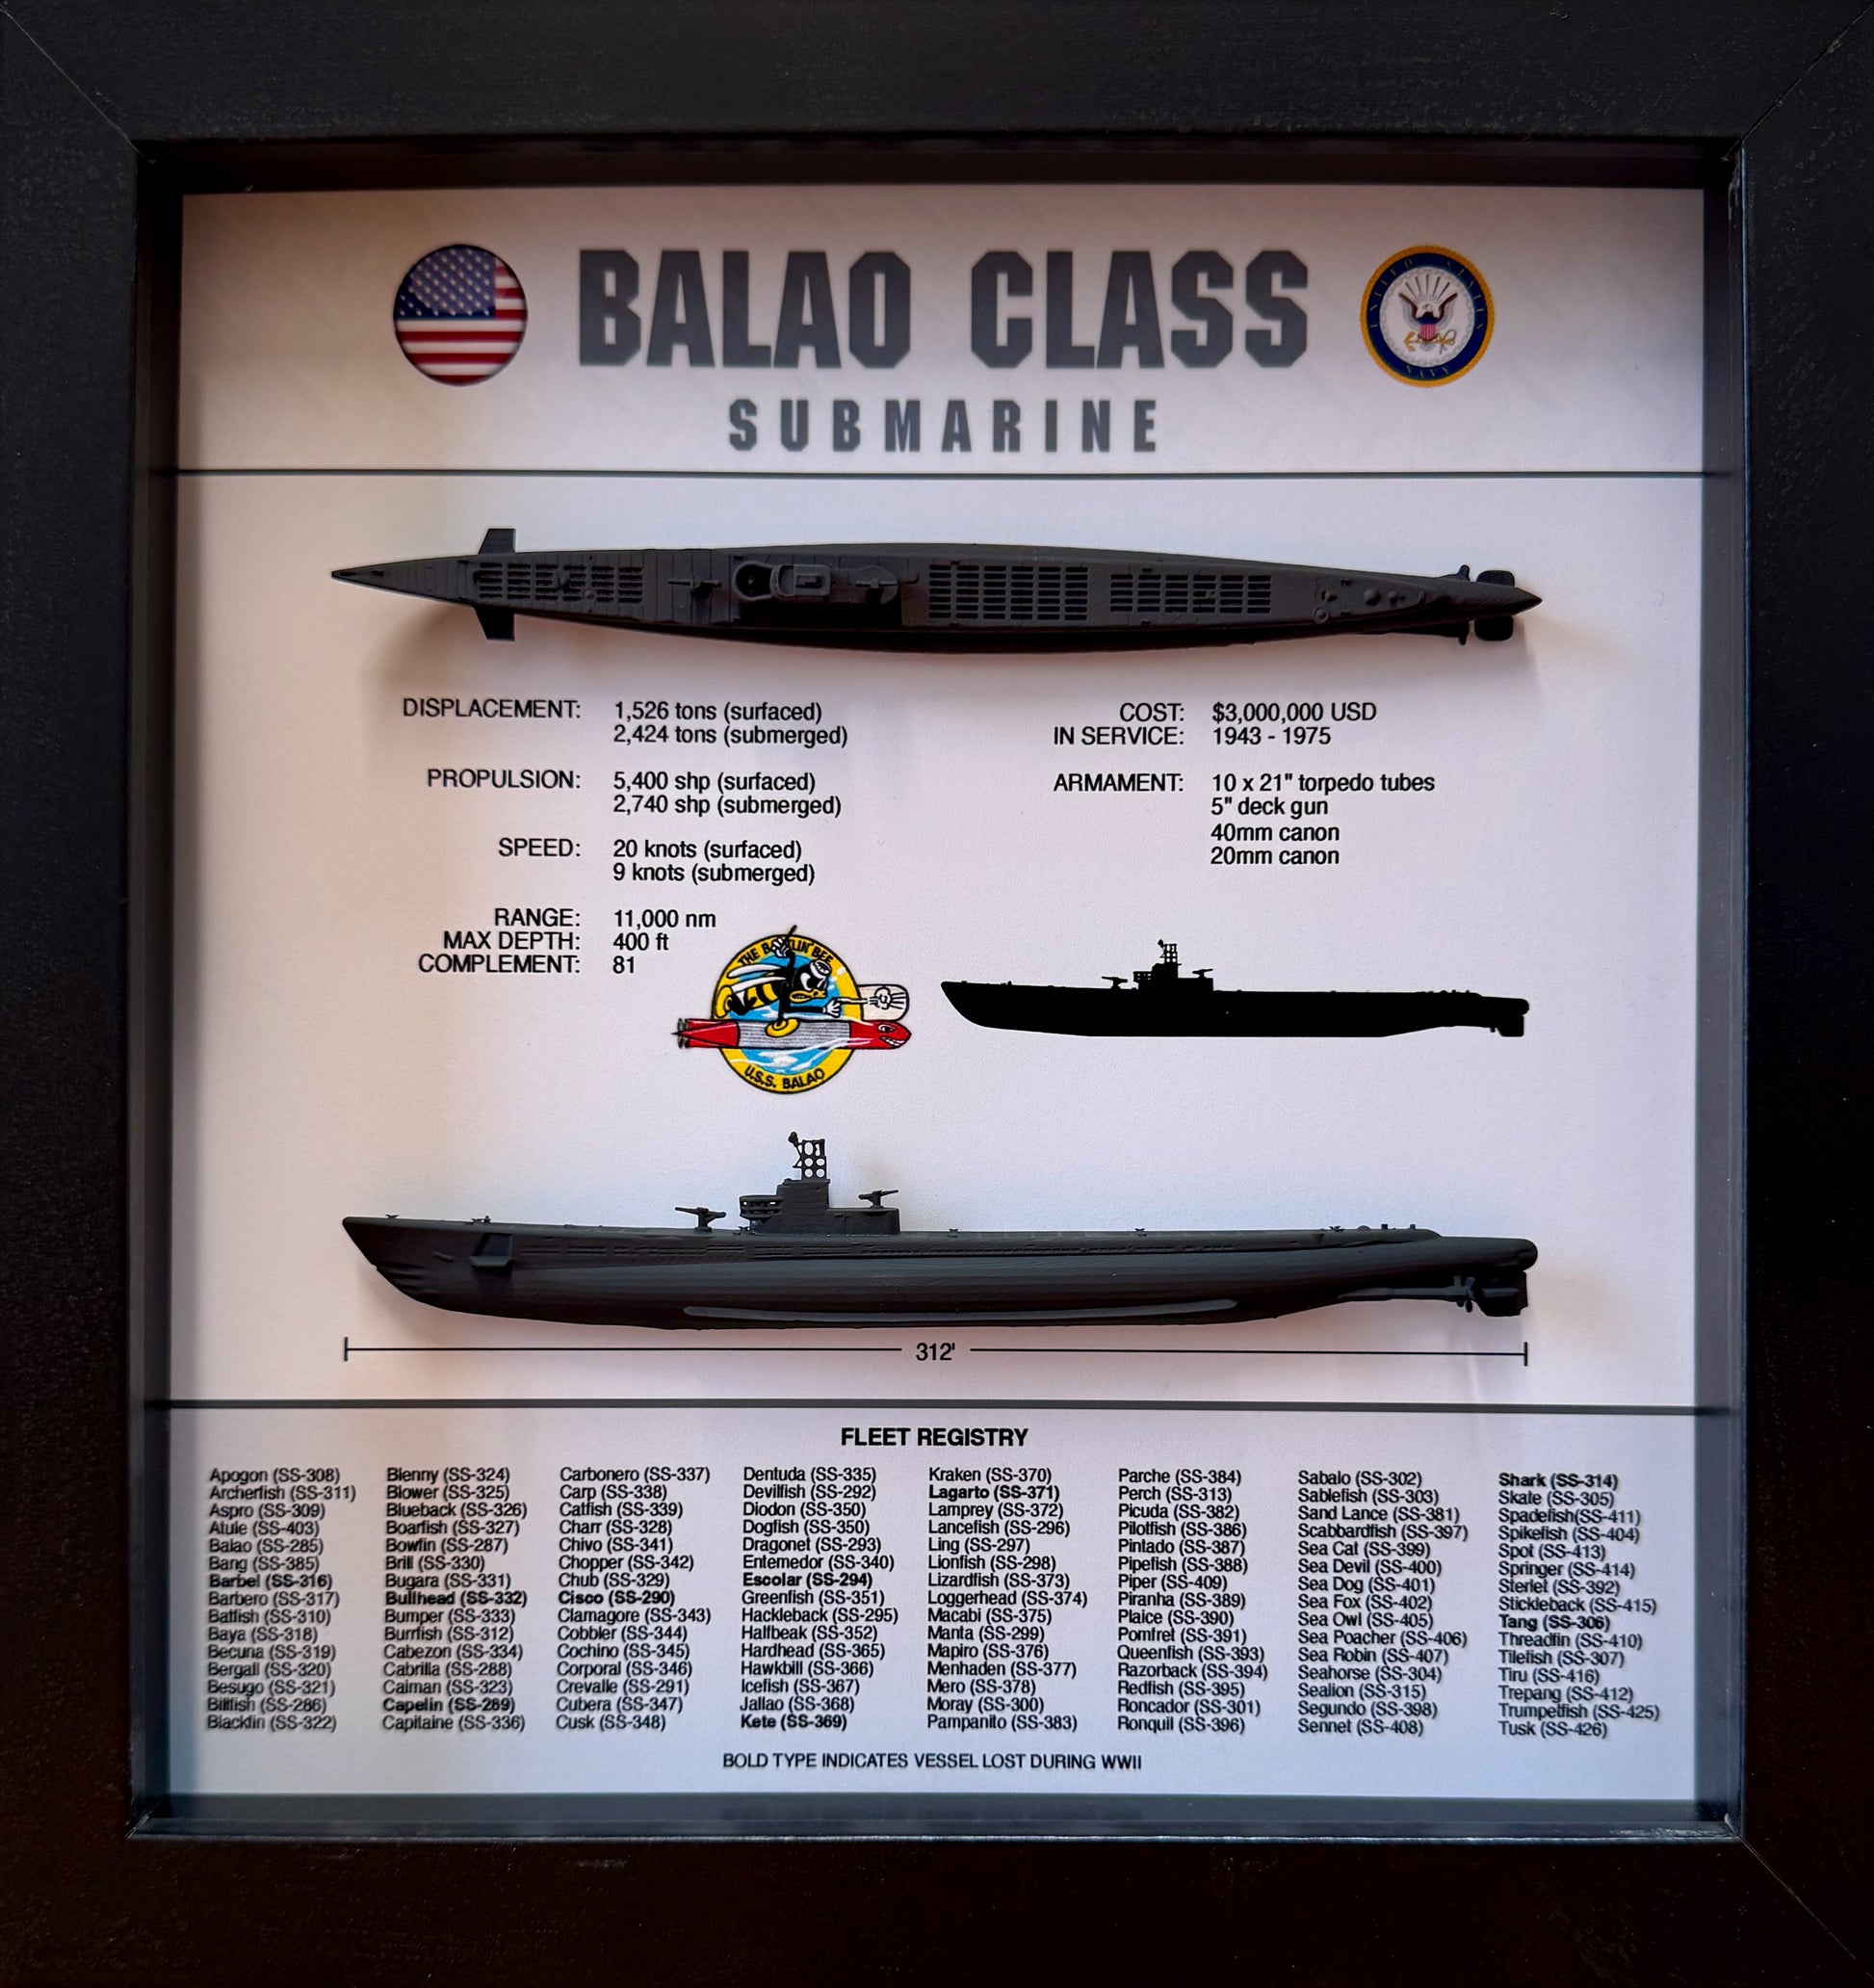 BALAO CLASS
UNITED STATES
NAVY
SUBMARINE
DISPLACEMENT: 1,526 tons (surfaced)
2,424 tons (submerged)
PROPULSION: 5,400 shp (surfaced)
2,740 shp (submerged)
SPEED: 20 knots (surfaced)
9 knots (submerged)
RANGE: 11,000 nm
MAX DEPTH: 400 ft
COMPLEMENT: 81
COST: $3,000,000 USD
IN SERVICE: 1943 - 1975
ARMAMENT: 10 x 21" torpedo tubes
5" deck gun
40mm canon
20mm canon
THE BEE
U.S.S. BALAO
312'
FLEET REGISTRY
Apogon (SS-308)
Archerfish (SS-311)
Aspro (SS-309)
Atule (SS-403)
Balao (SS-285)
Bang (SS-385)
Barbel (SS-316)
Barbero (SS-317)
Batfish (SS-310)
Baya (SS-318)
Becuna (SS-319)
Bergall (SS-320)
Besugo (SS-321)
Billfish (SS-286)
Blackfin (SS-322)
Blenny (SS-324)
Blower (SS-325)
Blueback (SS-326)
Boarfish (SS-327)
Bowfin (SS-287)
Brill (SS-330)
Bugara (SS-331)
Bullhead (SS-332)
Bumper (SS-333)
Burrfish (SS-312)
Cabezon (SS-334)
Cabrilla (SS-288)
Caiman (SS-323)
Capelin (SS-289)
Capitaine (SS-336)
Carbonero (SS-337)
Carp (SS-338)
Catfish (SS-339)
Charr (SS-328)
Chivo (SS-341)
Chopper (SS-342)
Chub (SS-329)
Cisco (SS-290)
Clamagore (SS-343)
Cobbler (SS-344)
Cochino (SS-345)
Corporal (SS-346)
Crevalle (SS-291)
Cubera (SS-347)
Cusk (SS-348)
Dentuda (SS-335)
Devilfish (SS-292)
Diodon (SS-350)
Dogfish (SS-350)
Dragonet (SS-293)
Entemedor (SS-340)
Escolar (SS-294)
Greenfish (SS-351)
Hackleback (SS-295)
Halfbeak (SS-352)
Hardhead (SS-365)
Hawkbill (SS-366)
Icefish (SS-367)
Jallao (SS-368)
Kete (SS-369)
Kraken (SS-370)
Lagarto (SS-371)
Lamprey (SS-372)
Lancefish (SS-296)
Ling (SS-297)
Lionfish (SS-298)
Lizardfish (SS-373)
Loggerhead (SS-374)
Macabi (SS-375)
Manta (SS-299)
Mapiro (SS-376)
Menhaden (SS-377)
Mero (SS-378)
Moray (SS-300)
Pampanito (SS-383)
Parche (SS-384)
Perch (SS-313)
Picuda (SS-382)
Pilotfish (SS-386)
Pintado (SS-387)
Pipefish (SS-388)
Piper (SS-409)
Piranha (SS-389)
Plaice (SS-390)
Pomfret (SS-391)
Queenfish (SS-393)
Razorback (SS-394)
Redfish (SS-395)
Roncador (SS-301)
Ronquil (SS-396)
Sabalo (SS-302)
Sablefish (SS-303)
Sand Lance (SS-381)
Scabbardfish (SS-397)
Sea Cat (SS-399)
Sea Devil (SS-400)
Sea Dog (SS-401)
Sea Fox (SS-402)
Sea Owl (SS-405)
Sea Poacher (SS-406)
Sea Robin (SS-407)
Seahorse (SS-304)
Sealion (SS-315)
Segundo (SS-398)
Sennet (SS-408)
Shark (SS-314)
Skate (SS-305)
Spadefish(SS-411)
Spikefish (SS-404)
Spot (SS-413)
Springer (SS-414)
Sterlet (SS-392)
Stickleback (SS-415)
Tang (SS-306)
Threadfin (SS-410)
Tilefish (SS-307)
Tiru (SS-416)
Trepang (SS-412)
Trumpetfish (SS-425)
Tusk (SS-426)
BOLD TYPE INDICATES VESSEL LOST DURING WWII